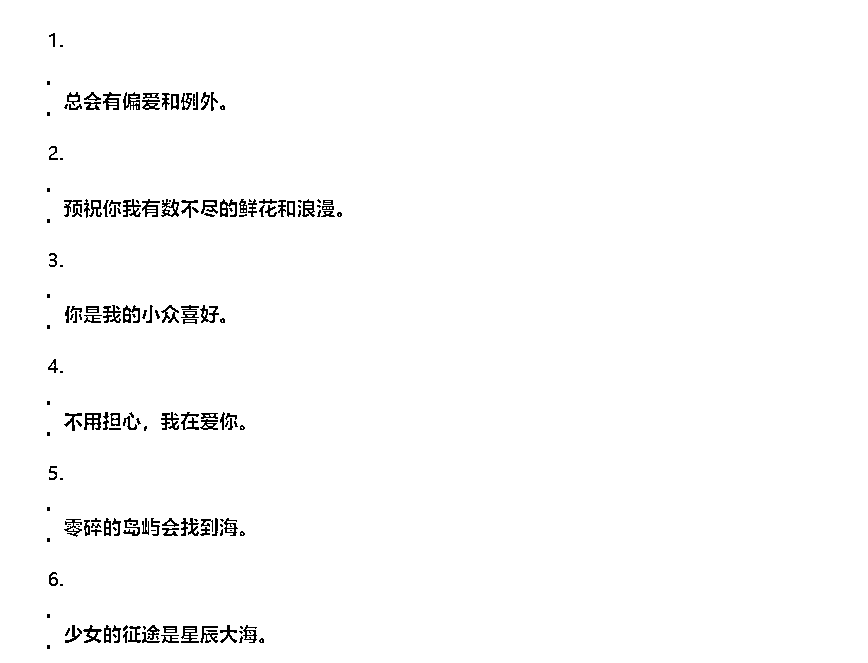 1.
总会有偏爱和例外。
2.
预祝你我有数不尽的鲜花和浪漫。
3.
你是我的小众喜好。
4.
不用担心，我在爱你。
5.
零碎的岛屿会找到海。
6.
少女的征途是星辰大海。